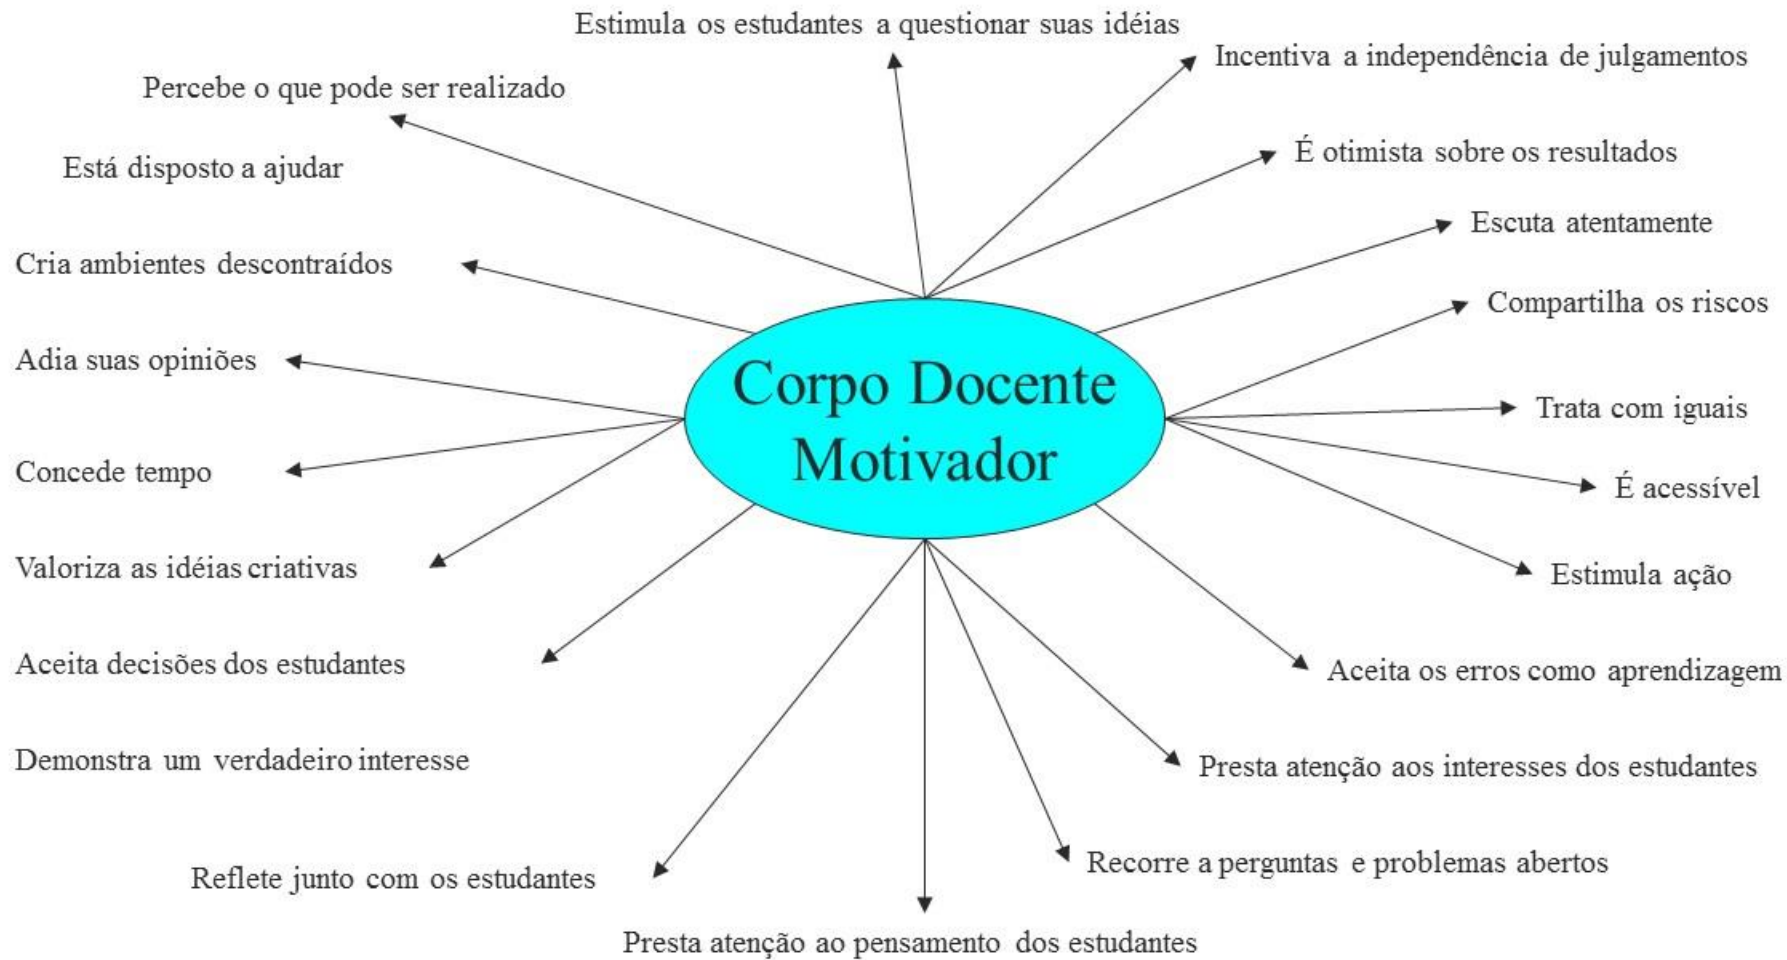 Estimula os estudantes a questionar suas idéias
Incentiva a independência de julgamentos
Percebe o que pode ser realizado
É otimista sobre os resultados
Está disposto a ajudar
Escuta atentamente
Cria ambientes descontraídos
Compartilha os riscos
Adia suas opiniões
Corpo Docente
Motivador
Trata com iguais
Concede tempo
É acessível
Valoriza as idéias criativas
Estimula ação
Aceita decisões dos estudantes
Aceita os erros como aprendizagem
Demonstra um verdadeiro interesse
Presta atenção aos interesses dos estudantes
Reflete junto com os estudantes
Recorre a perguntas e problemas abertos
Presta atenção ao pensamento dos estudantes